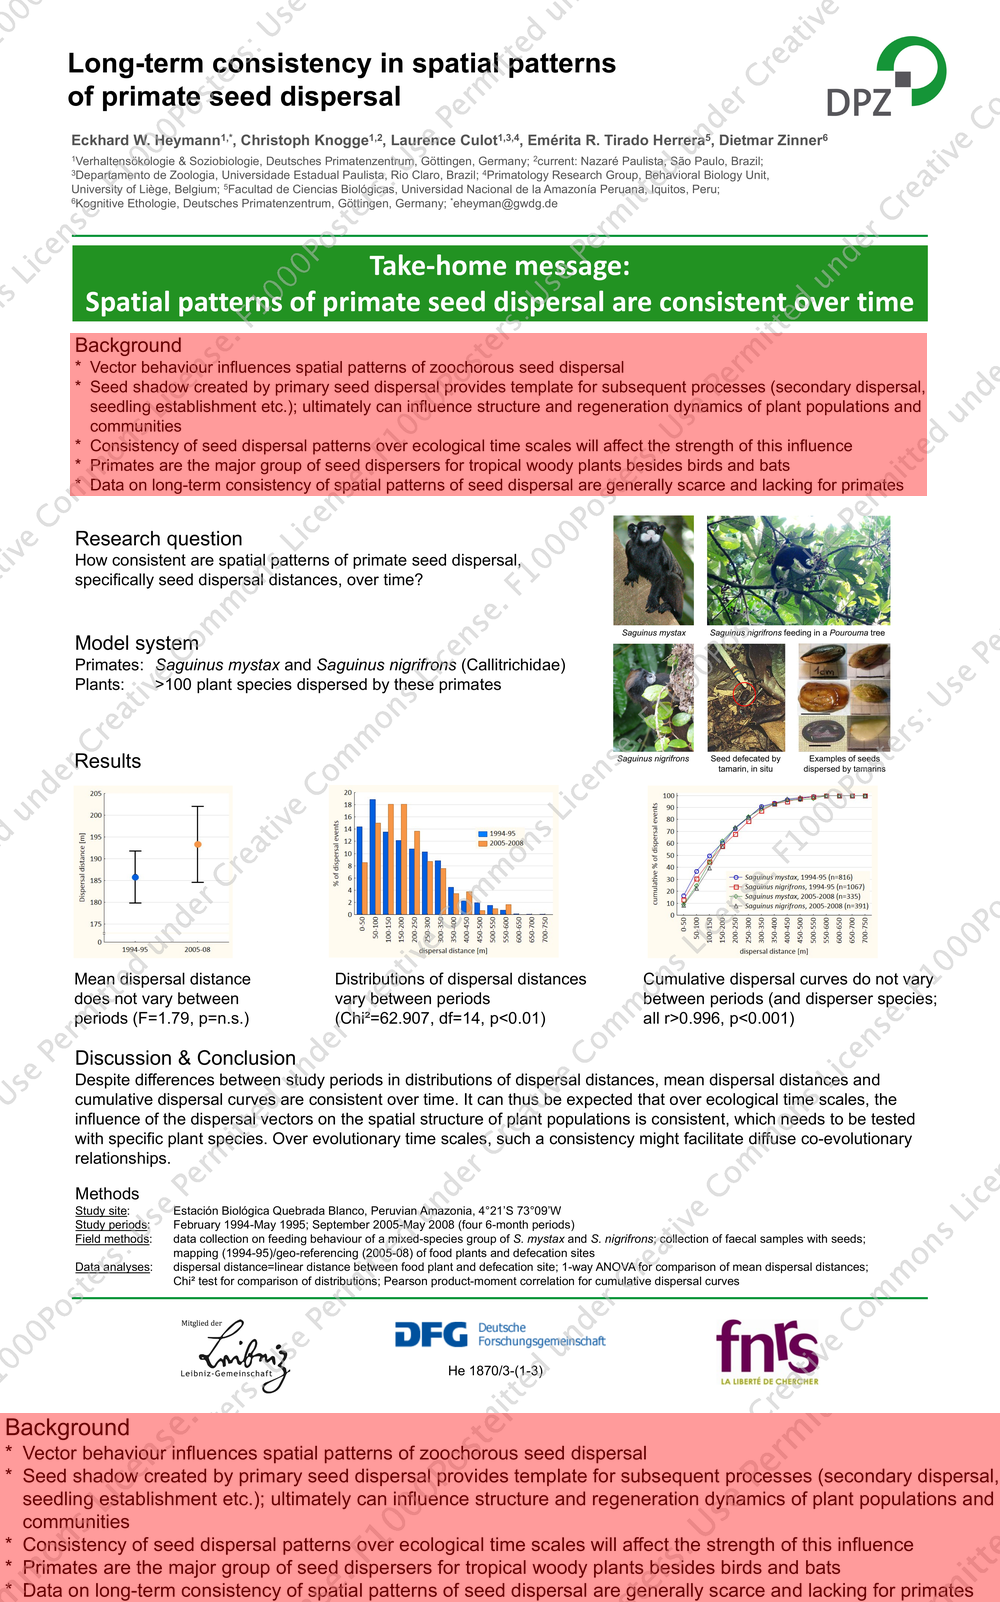 Long-term consistency in spatial patterns
of primate seed dispersal
DPZ
Eckhard W. Heymann1,*, Christoph Knogge1,2, Laurence Culot1,3,4, Emérita R. Tirado Herrera5, Dietmar Zinner6
1Verhaltensökologie & Soziobiologie, Deutsches Primatenzentrum, Göttingen, Germany; 2current: Nazaré Paulista, São Paulo, Brazil;
3Departamento de Zoologia, Universidade Estadual Paulista, Rio Claro, Brazil; 4Primatology Research Group, Behavioral Biology Unit,
University of Liège, Belgium; 5Facultad de Ciencias Biológicas, Universidad Nacional de la Amazonía Peruana, Iquitos, Peru;
6Kognitive Ethologie, Deutsches Primatenzentrum, Göttingen, Germany; *eheyman@gwdg.de
Take-home message:
Spatial patterns of primate seed dispersal are consistent over time
Background
* Vector behaviour influences spatial patterns of zoochorous seed dispersal
* Seed shadow created by primary seed dispersal provides template for subsequent processes (secondary dispersal,
seedling establishment etc.); ultimately can influence structure and regeneration dynamics of plant populations and
communities
* Consistency of seed dispersal patterns over ecological time scales will affect the strength of this influence
* Primates are the major group of seed dispersers for tropical woody plants besides birds and bats
* Data on long-term consistency of spatial patterns of seed dispersal are generally scarce and lacking for primates
Research question
How consistent are spatial patterns of primate seed dispersal,
specifically seed dispersal distances, over time?
Model system
Primates: Saguinus mystax and Saguinus nigrifrons (Callitrichidae)
Plants: >100 plant species dispersed by these primates
Saguinus mystax
Saguinus nigrifrons feeding in a Pourouma tree
1cm
Saguinus nigrifrons
Seed defecated by
tamarin, in situ
Examples of seeds
dispersed by tamarins
Results
Dispersal distance [m]
205
200
195
190
185
180
175
0
1994-95 2005-08
% of dispersal events
20
18
16
14
12
10
8
6
4
2
0
1994-95
2005-2008
0-50 50-100 100-150 150-200 200-250 250-300 300-350 350-400 400-450 450-500 500-550 550-600 600-650 650-700 700-750
dispersal distance [m]
cumulative % of dispersal events
100
90
80
70
60
50
40
30
20
10
0
Saguinus mystax, 1994-95 (n=816)
Saguinus nigrifrons, 1994-95 (n=1067)
Saguinus mystax, 2005-2008 (n=335)
Saguinus nigrifrons, 2005-2008 (n=391)
0-50 50-100 100-150 150-200 200-250 250-300 300-350 350-400 400-450 450-500 500-550 550-600 600-650 650-700 700-750
dispersal distance [m]
Mean dispersal distance
does not vary between
periods (F=1.79, p=n.s.)
Distributions of dispersal distances
vary between periods
(Chi²=62.907, df=14, p<0.01)
Cumulative dispersal curves do not vary
between periods (and disperser species;
all r>0.996, p<0.001)
Discussion & Conclusion
Despite differences between study periods in distributions of dispersal distances, mean dispersal distances and
cumulative dispersal curves are consistent over time. It can thus be expected that over ecological time scales, the
influence of the dispersal vectors on the spatial structure of plant populations is consistent, which needs to be tested
with specific plant species. Over evolutionary time scales, such a consistency might facilitate diffuse co-evolutionary
relationships.
Methods
Study site: Estación Biológica Quebrada Blanco, Peruvian Amazonia, 4°21'S 73°09'W
Study periods: February 1994-May 1995; September 2005-May 2008 (four 6-month periods)
Field methods: data collection on feeding behaviour of a mixed-species group of S. mystax and S. nigrifrons; collection of faecal samples with seeds;
mapping (1994-95)/geo-referencing (2005-08) of food plants and defecation sites
Data analyses: dispersal distance=linear distance between food plant and defecation site; 1-way ANOVA for comparison of mean dispersal distances;
Chi² test for comparison of distributions; Pearson product-moment correlation for cumulative dispersal curves
Mitglied der
Leibniz
Leibniz-Gemeinschaft
DFG Deutsche
Forschungsgemeinschaft
He 1870/3-(1-3)
fnrs
LA LIBERTÉ DE CHERCHER
Background
* Vector behaviour influences spatial patterns of zoochorous seed dispersal
* Seed shadow created by primary seed dispersal provides template for subsequent processes (secondary dispersal,
seedling establishment etc.); ultimately can influence structure and regeneration dynamics of plant populations and
communities
* Consistency of seed dispersal patterns over ecological time scales will affect the strength of this influence
* Primates are the major group of seed dispersers for tropical woody plants besides birds and bats
* Data on long-term consistency of spatial patterns of seed dispersal are generally scarce and lacking for primates
F1000Posters: Use Permitted under Creative Commons License.